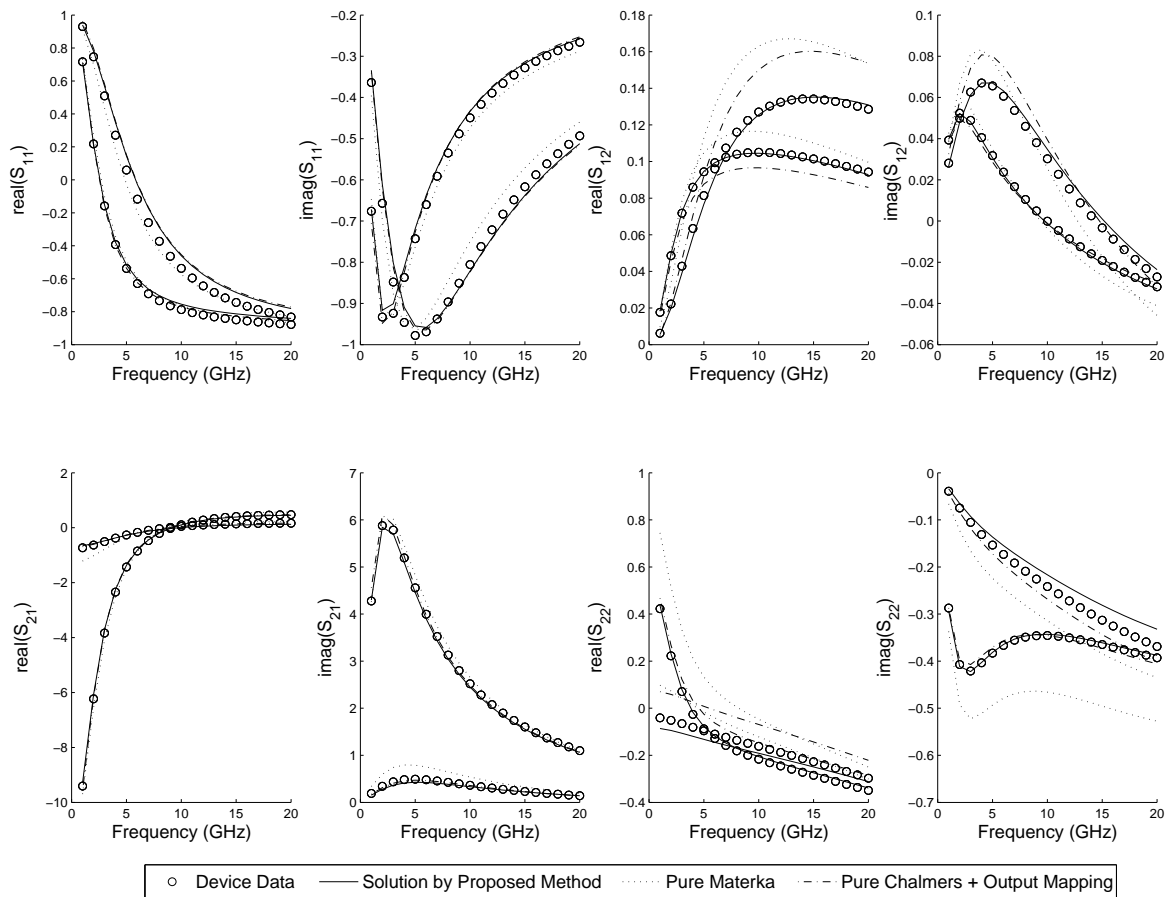 1
0.8
0.6
0.4
0.2
0
−0.2
−0.4
−0.6
−0.8
−1
0 5 10 15 20
real(S11)
Frequency (GHz)
−0.2
−0.3
−0.4
−0.5
−0.6
−0.7
−0.8
−0.9
−1
0 5 10 15 20
imag(S11)
Frequency (GHz)
0.18
0.16
0.14
0.12
0.1
0.08
0.06
0.04
0.02
0
0 5 10 15 20
real(S12)
Frequency (GHz)
0.12
0.1
0.08
0.06
0.04
0.02
0
−0.02
−0.04
−0.06
0 5 10 15 20
imag(S12)
Frequency (GHz)
2
0
−2
−4
−6
−8
−10
0 5 10 15 20
real(S21)
Frequency (GHz)
7
6
5
4
3
2
1
0
0 5 10 15 20
imag(S21)
Frequency (GHz)
1
0.8
0.6
0.4
0.2
0
−0.2
−0.4
0 5 10 15 20
real(S22)
Frequency (GHz)
0
−0.1
−0.2
−0.3
−0.4
−0.5
−0.6
−0.7
0 5 10 15 20
imag(S22)
Frequency (GHz)
Device Data Solution by Proposed Method Pure Materka Pure Chalmers + Output Mapping